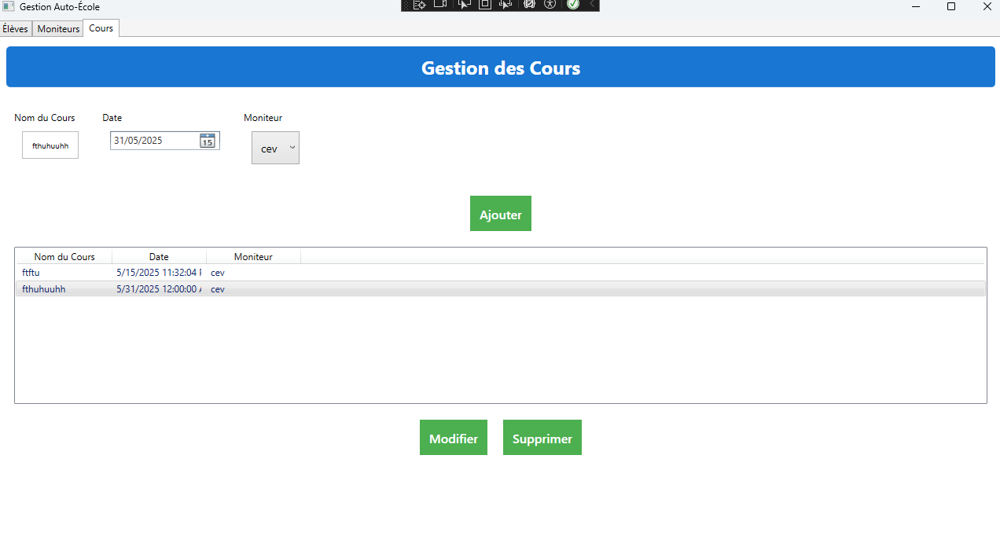 Gestion Auto-École
Élèves Moniteurs Cours
Gestion des Cours
Nom du Cours Date Moniteur
fthuhuuhh 31/05/2025 15 cev
Ajouter
Nom du Cours Date Moniteur
ftftu 5/15/2025 11:32:04 cev
fthuhuuhh 5/31/2025 12:00:00 cev
Modifier Supprimer